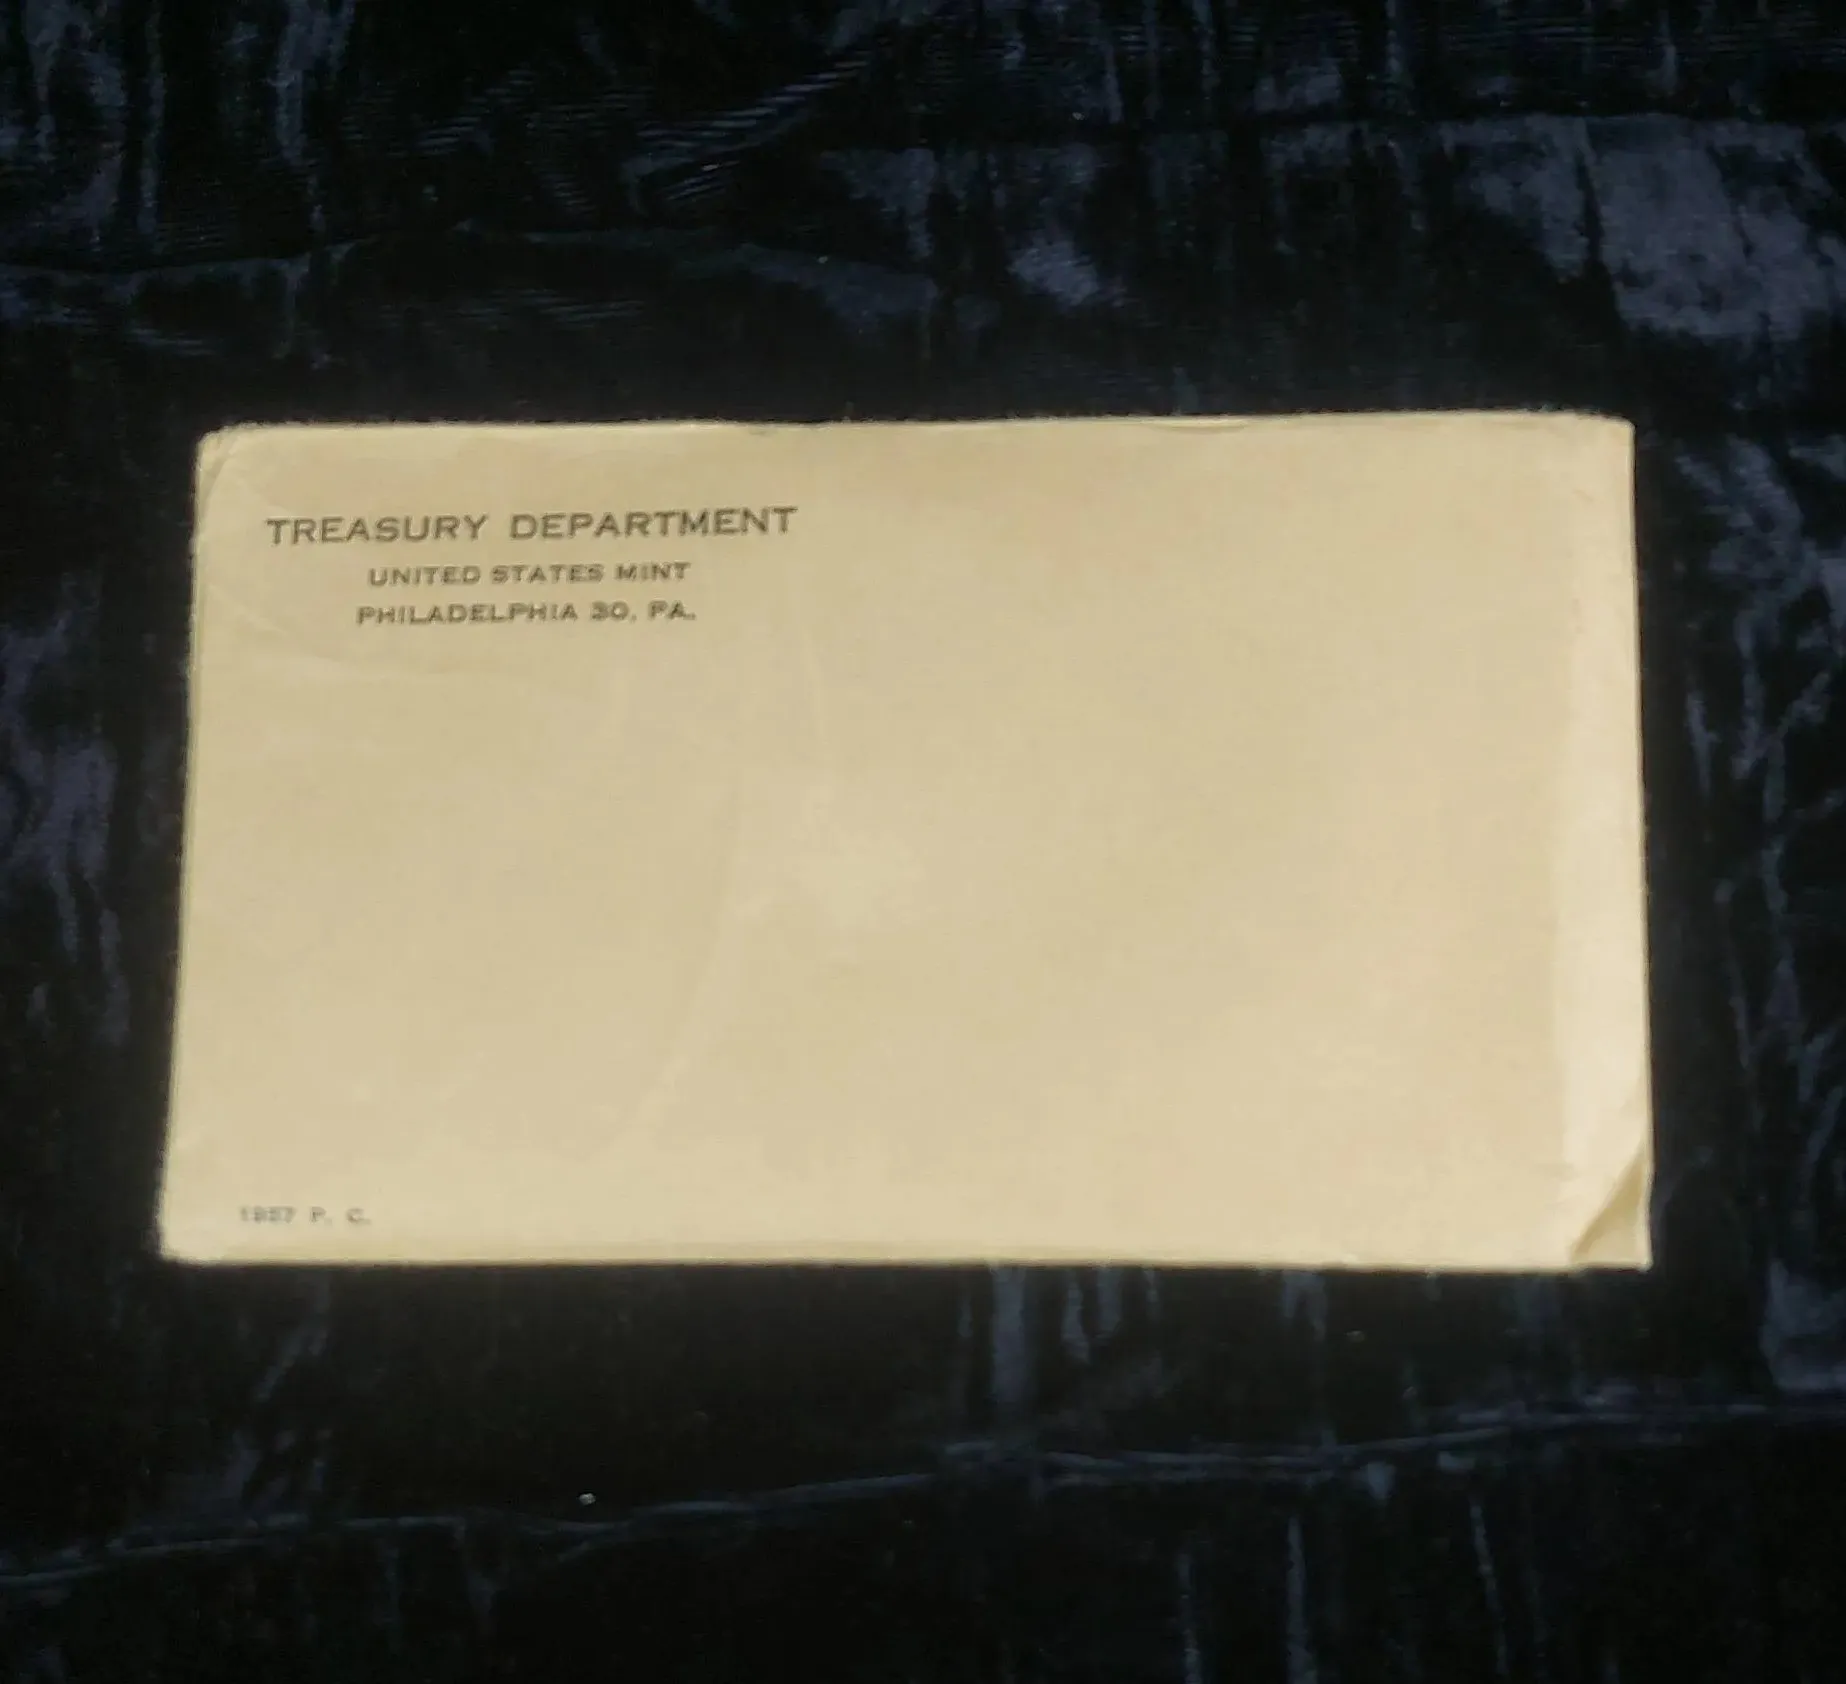 TREASURY DEPARTMENT
UNITED STATES MINT
PHILADELPHIA 30, PA.
1957 P. C.